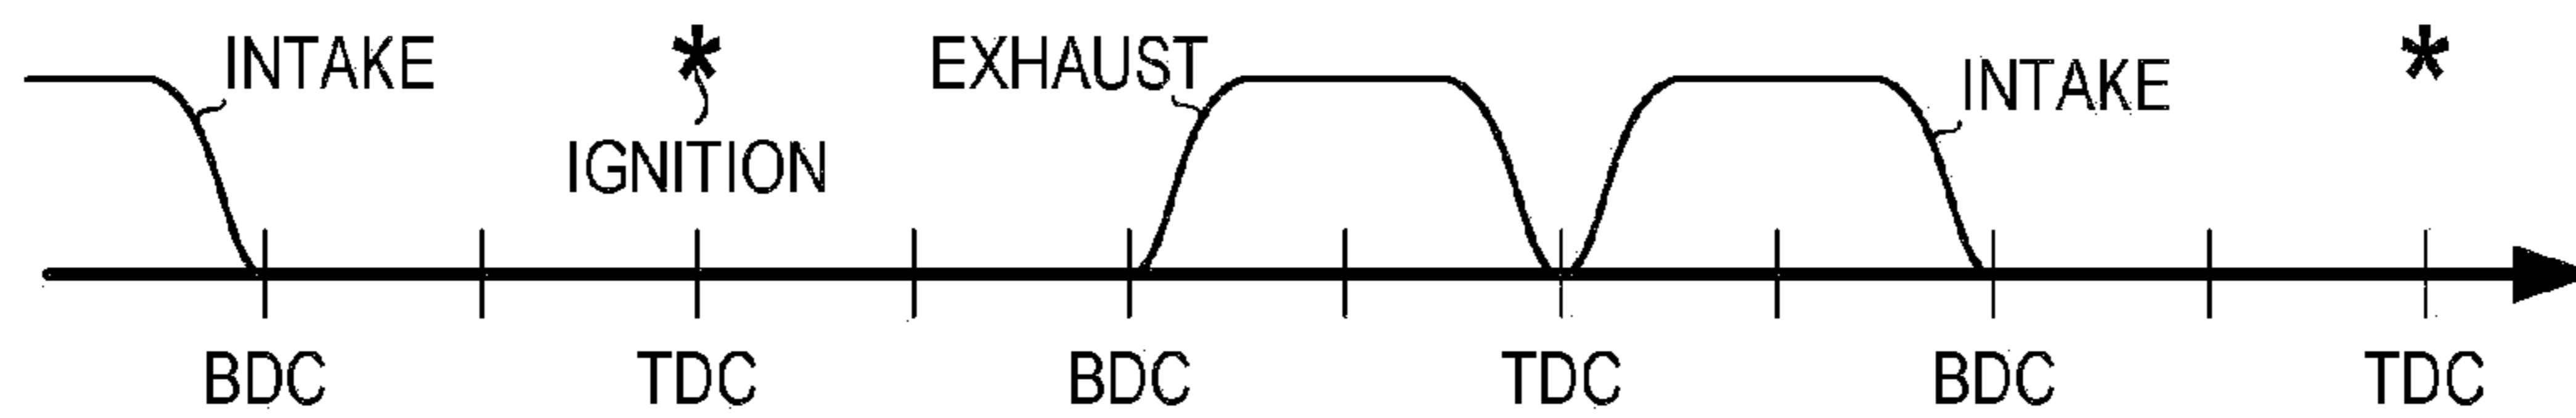 INTAKE
*
EXHAUST
INTAKE
*
IGNITION
BDC
TDC
BDC
TDC
BDC
TDC